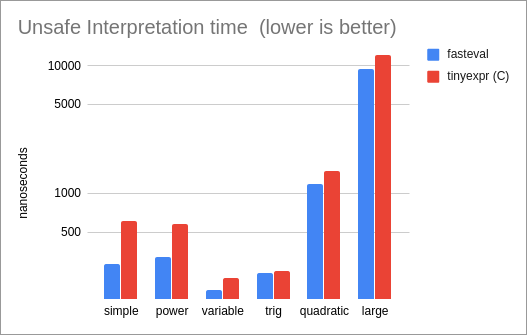 Unsafe Interpretation time  (lower is better)
fasteval
tinyexpr (C)
10000
5000
1000
500
nanoseconds
simple
power
variable
trig
quadratic
large